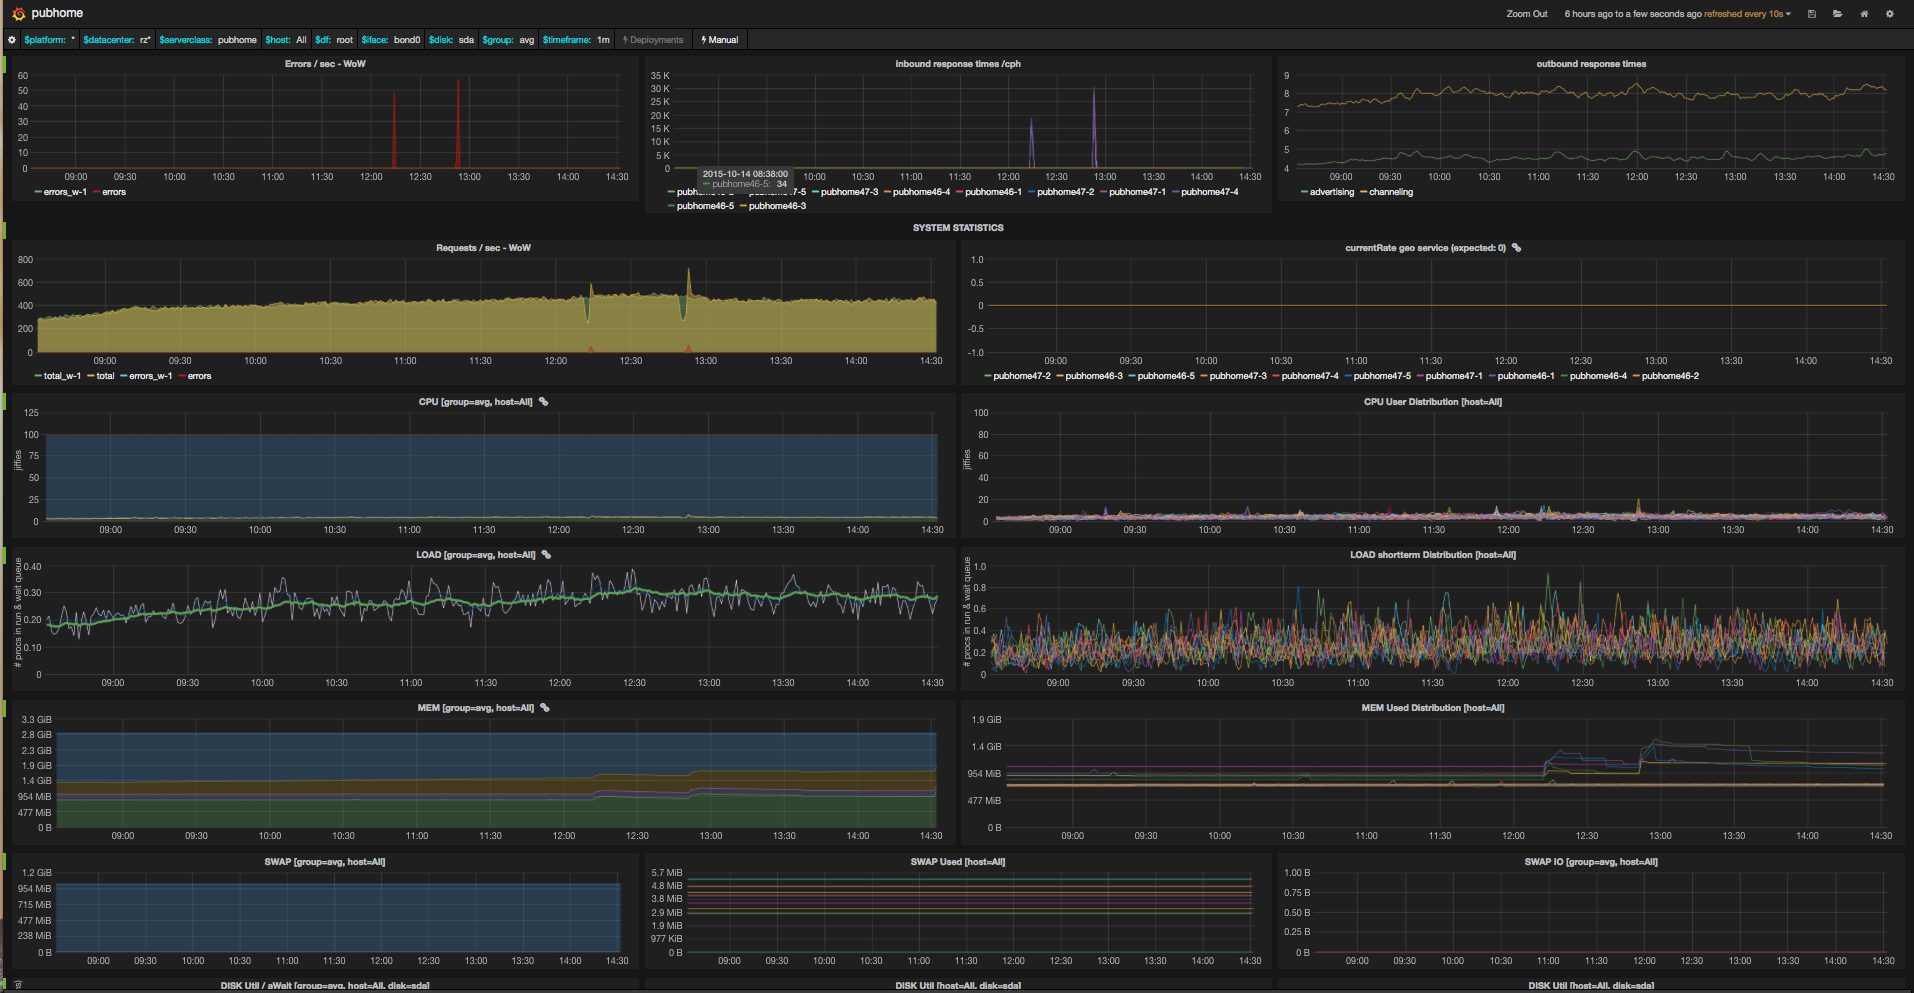 pubhome
Zoom Out 6 hours ago to a few seconds ago refreshed every 10s
$platform: * $datacenter: rz* $serverclass: pubhome $host: All $df: root $iface: bond0 $disk: sda $group: avg $timeframe: 1m Deployments Manual
Errors / sec - WoW
60
50
40
30
20
10
0
09:00 09:30 10:00 10:30 11:00 11:30 12:00 12:30 13:00 13:30 14:00 14:30
errors_w-1 errors
Inbound response times /cph
35 K
30 K
25 K
20 K
15 K
10 K
5 K
0
10:00 10:30 11:00 11:30 12:00 12:30 13:00 13:30 14:00 14:30
2015-10-14 08:38:00
pubhome46-5: 34
pubhome47-3 pubhome46-4 pubhome46-1 pubhome47-2 pubhome47-1 pubhome47-4
pubhome46-5 pubhome46-3
outbound response times
9
8
7
6
5
4
09:00 09:30 10:00 10:30 11:00 11:30 12:00 12:30 13:00 13:30 14:00 14:30
advertising channeling
SYSTEM STATISTICS
Requests / sec - WoW
800
600
400
200
0
09:00 09:30 10:00 10:30 11:00 11:30 12:00 12:30 13:00 13:30 14:00 14:30
total_w-1 total errors_w-1 errors
currentRate geo service (expected: 0)
1.0
0.5
0
-0.5
-1.0
09:00 09:30 10:00 10:30 11:00 11:30 12:00 12:30 13:00 13:30 14:00 14:30
pubhome47-2 pubhome46-3 pubhome46-5 pubhome47-3 pubhome47-4 pubhome47-5 pubhome47-1 pubhome46-1 pubhome46-4 pubhome46-2
CPU [group=avg, host=All]
125
100
75
50
25
0
jiffies
09:00 09:30 10:00 10:30 11:00 11:30 12:00 12:30 13:00 13:30 14:00 14:30
CPU User Distribution [host=All]
100
80
60
40
20
0
jiffies
09:00 09:30 10:00 10:30 11:00 11:30 12:00 12:30 13:00 13:30 14:00 14:30
LOAD [group=avg, host=All]
0.40
0.30
0.20
0.10
0
# procs in run & wait queue
09:00 09:30 10:00 10:30 11:00 11:30 12:00 12:30 13:00 13:30 14:00 14:30
LOAD shortterm Distribution [host=All]
1.0
0.8
0.6
0.4
0.2
0
# procs in run & wait queue
09:00 09:30 10:00 10:30 11:00 11:30 12:00 12:30 13:00 13:30 14:00 14:30
MEM [group=avg, host=All]
3.3 GiB
2.8 GiB
2.3 GiB
1.9 GiB
1.4 GiB
954 MiB
477 MiB
0 B
09:00 09:30 10:00 10:30 11:00 11:30 12:00 12:30 13:00 13:30 14:00 14:30
MEM Used Distribution [host=All]
1.9 GiB
1.4 GiB
954 MiB
477 MiB
0 B
09:00 09:30 10:00 10:30 11:00 11:30 12:00 12:30 13:00 13:30 14:00 14:30
SWAP [group=avg, host=All]
1.2 GiB
954 MiB
715 MiB
477 MiB
238 MiB
0 B
09:00 09:30 10:00 10:30 11:00 11:30 12:00 12:30 13:00 13:30 14:00 14:30
SWAP Used [host=All]
5.7 MiB
4.8 MiB
3.8 MiB
2.9 MiB
1.9 MiB
977 KiB
0 B
09:00 09:30 10:00 10:30 11:00 11:30 12:00 12:30 13:00 13:30 14:00 14:30
SWAP IO [group=avg, host=All]
1.00 B
0.75 B
0.50 B
0.25 B
0 B
09:00 09:30 10:00 10:30 11:00 11:30 12:00 12:30 13:00 13:30 14:00 14:30
DISK Util / aWait [group=avg, host=All, disk=sda]
DISK Util [host=All, disk=sda]
DISK Util [host=All, disk=sda]